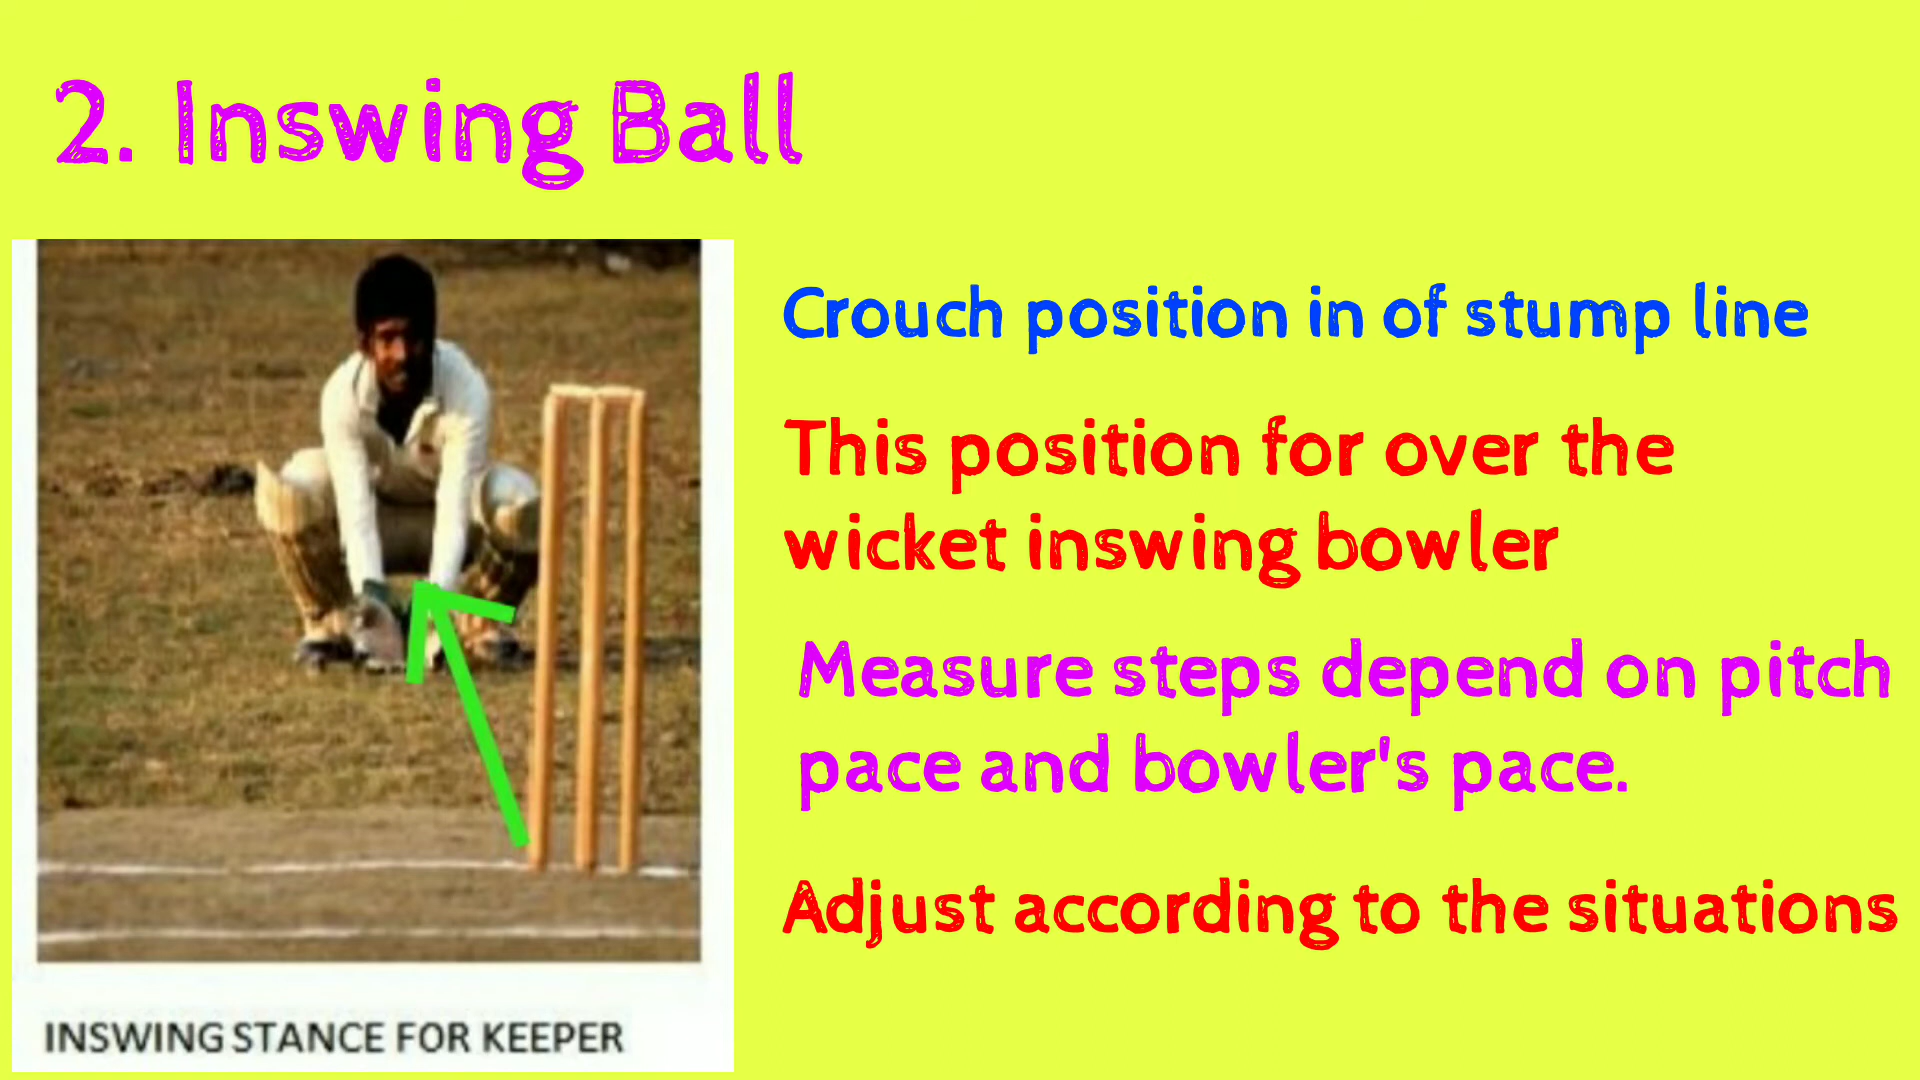 2. Inswing Ball
Crouch position in of stump line
This position for over the
wicket inswing bowler
Measure steps depend on pitch
pace and bowler's pace.
Adjust according to the situations
INSWING STANCE FOR KEEPER